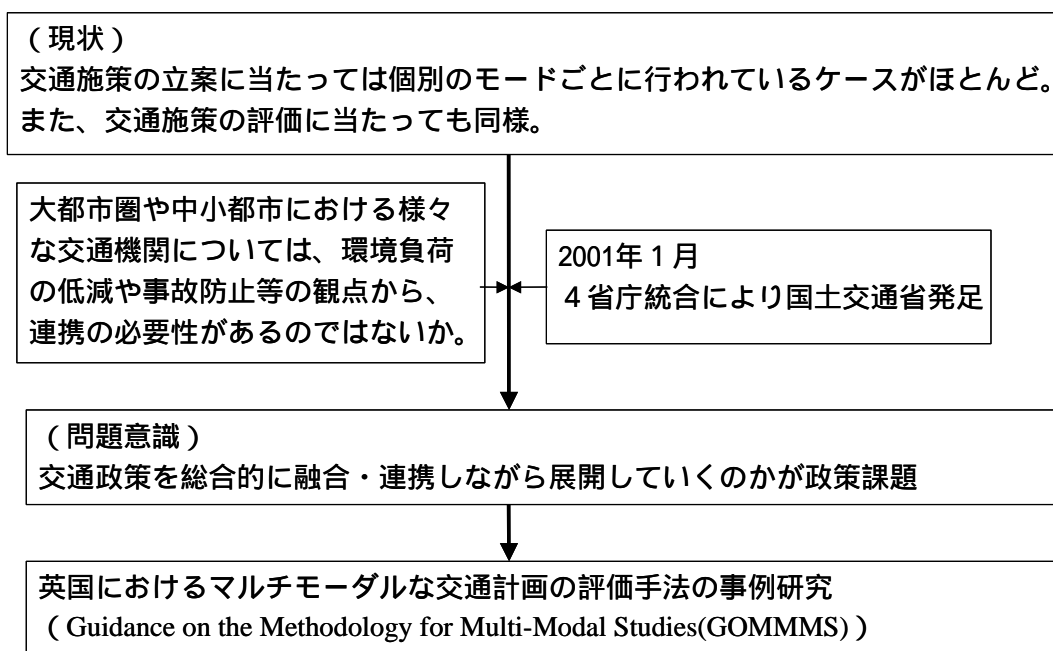 （現状）
交通施策の立案に当たっては個別のモードごとに行われているケースがほとんど。
また、交通施策の評価に当たっても同様。
大都市圏や中小都市における様々
な交通機関については、環境負荷
の低減や事故防止等の観点から、
連携の必要性があるのではないか。
2001年１月
４省庁統合により国土交通省発足
（問題意識）
交通政策を総合的に融合・連携しながら展開していくのかが政策課題
英国におけるマルチモーダルな交通計画の評価手法の事例研究
（Guidance on the Methodology for Multi-Modal Studies(GOMMMS)）